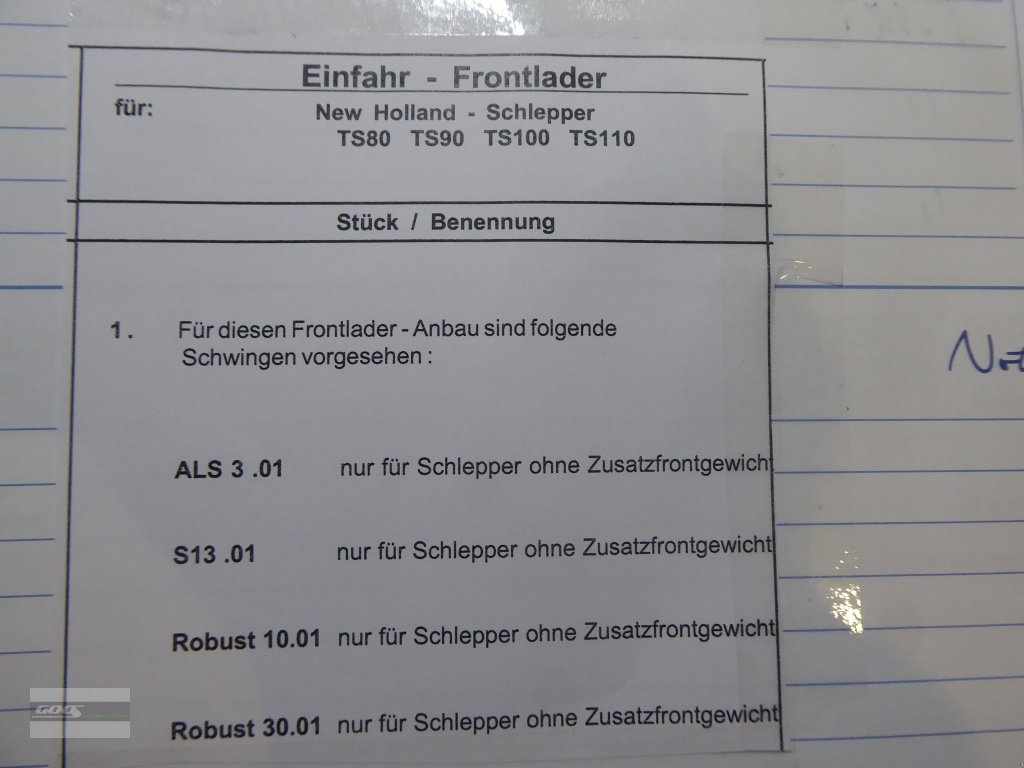 Einfahr - Frontlader
für: New Holland - Schlepper
TS80 TS90 TS100 TS110
Stück / Benennung
1. Für diesen Frontlader - Anbau sind folgende
Schwingen vorgesehen :
ALS 3 .01 nur für Schlepper ohne Zusatzfrontgewicht
S13 .01 nur für Schlepper ohne Zusatzfrontgewicht
Robust 10.01 nur für Schlepper ohne Zusatzfrontgewicht
Robust 30.01 nur für Schlepper ohne Zusatzfrontgewicht
GOOS